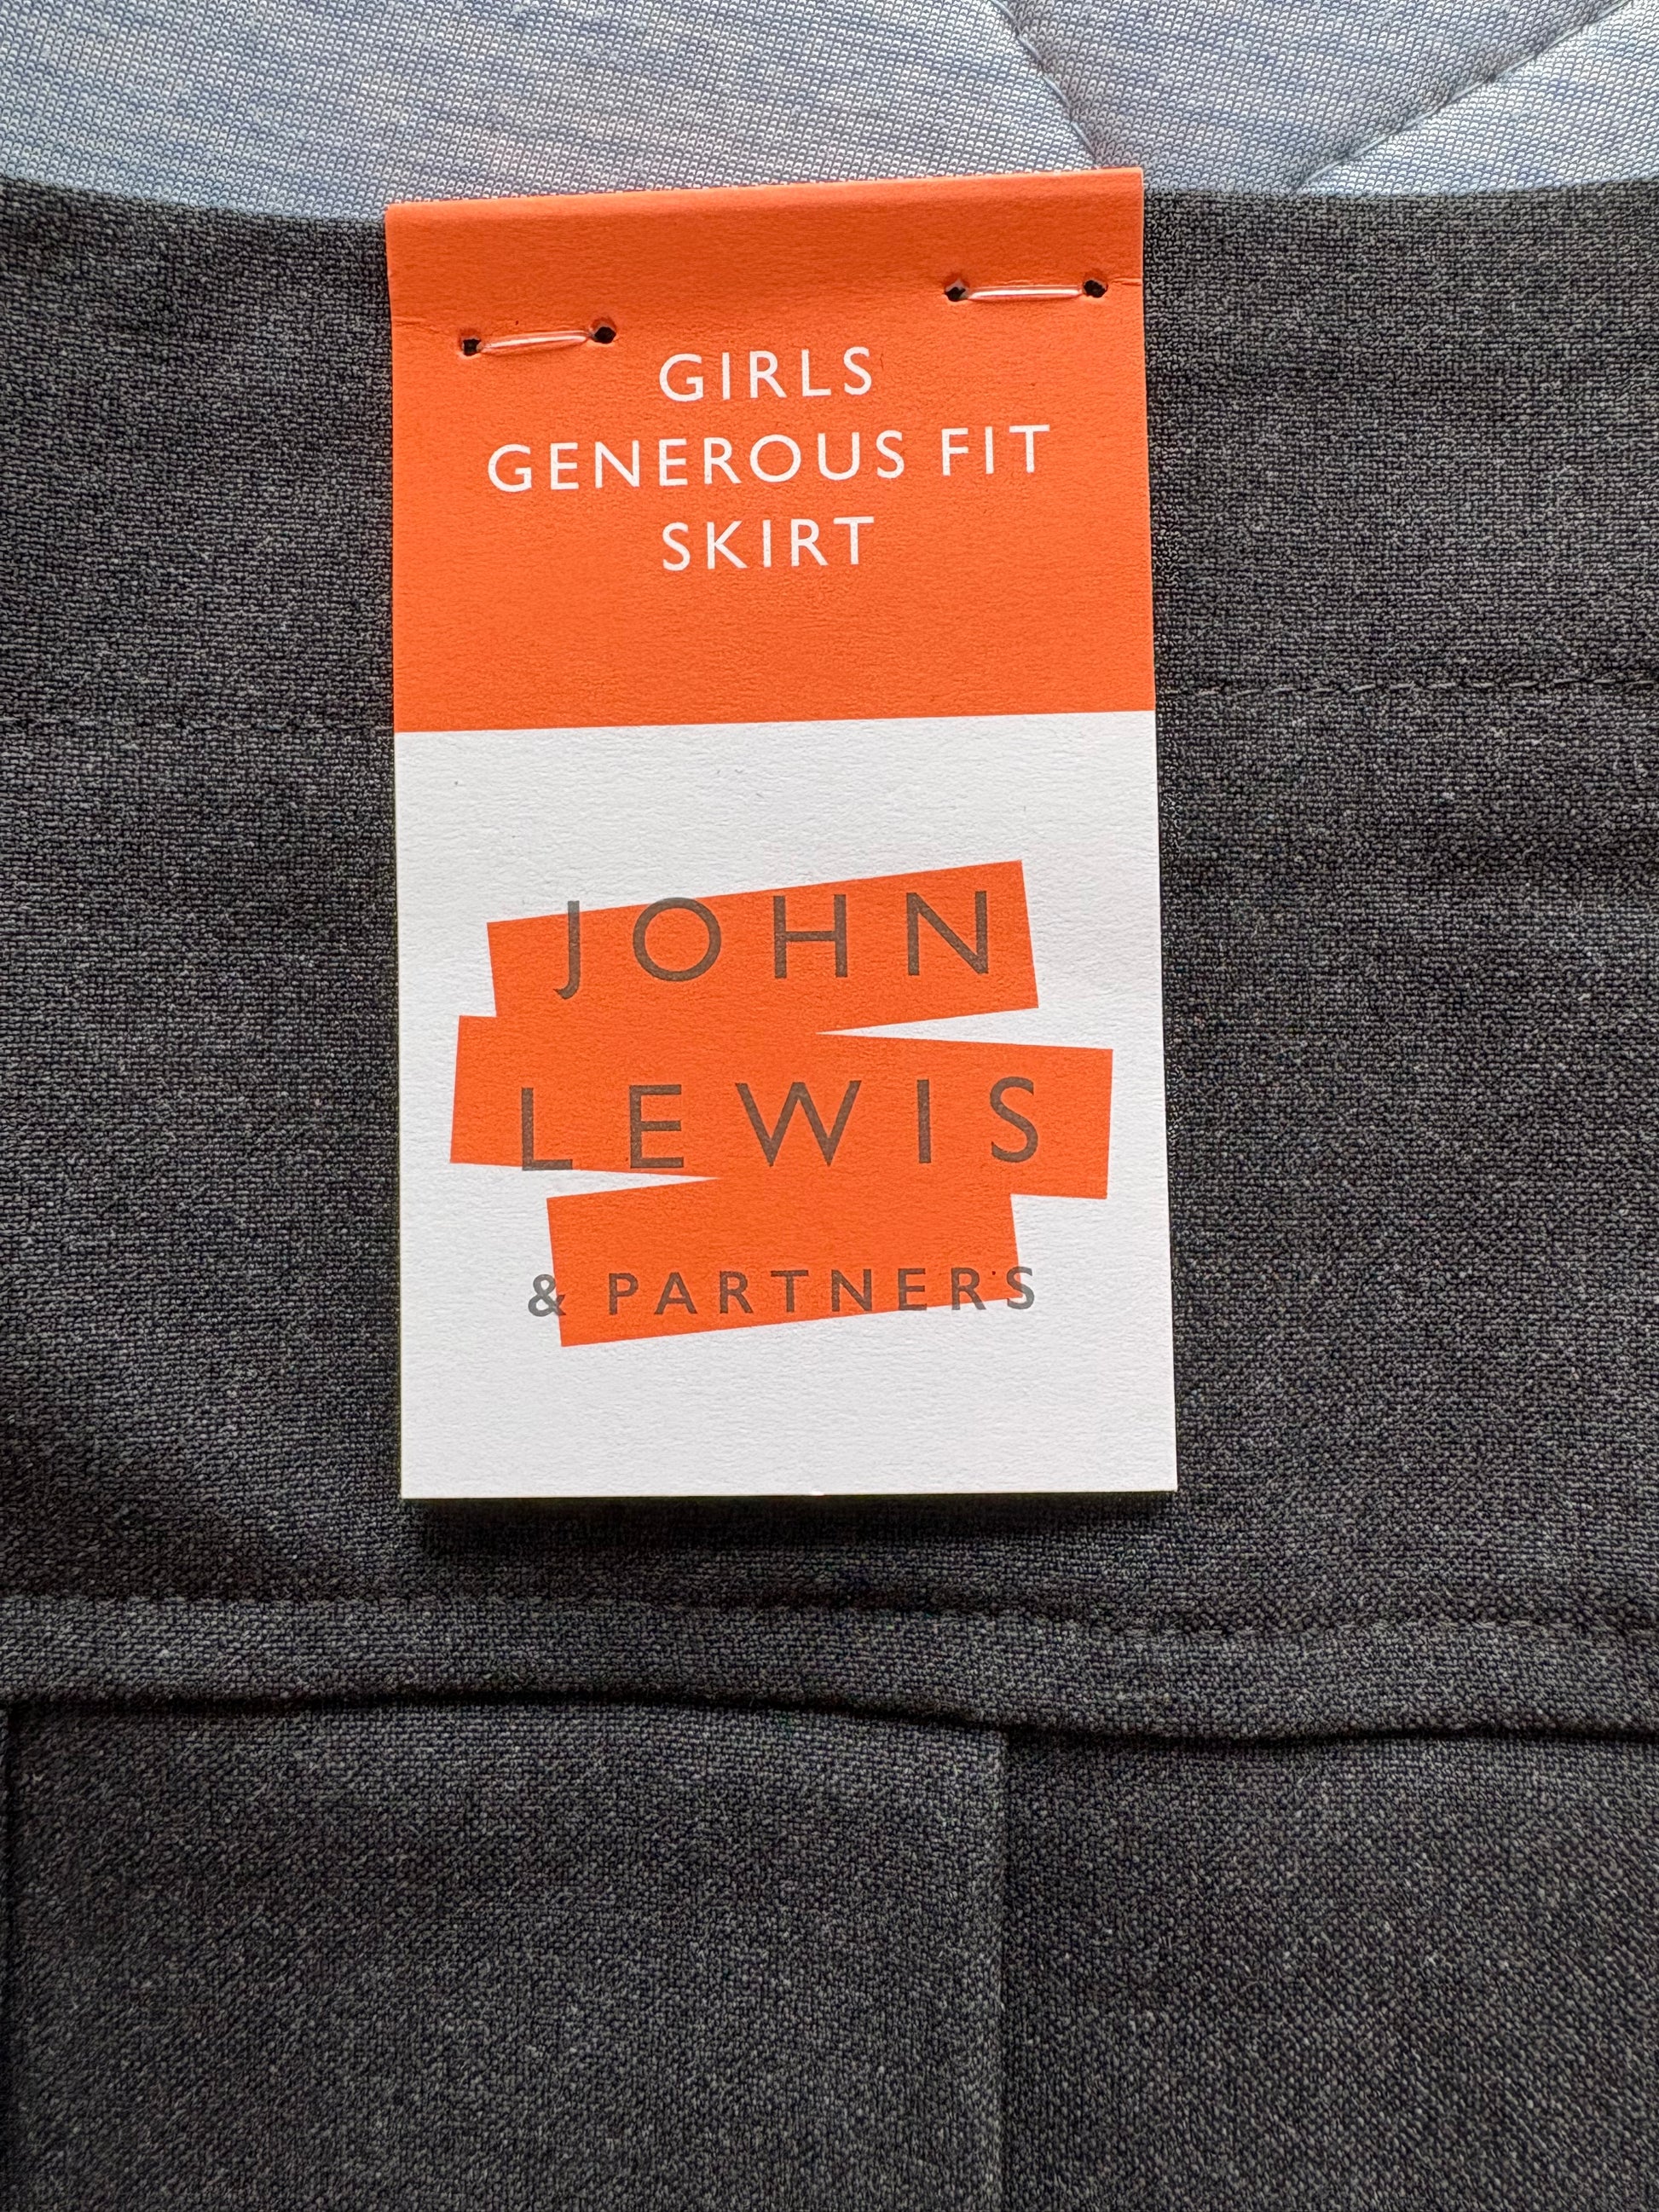 GIRLS
GENEROUS FIT
SKIRT
JOHN
LEWIS
& PARTNERS